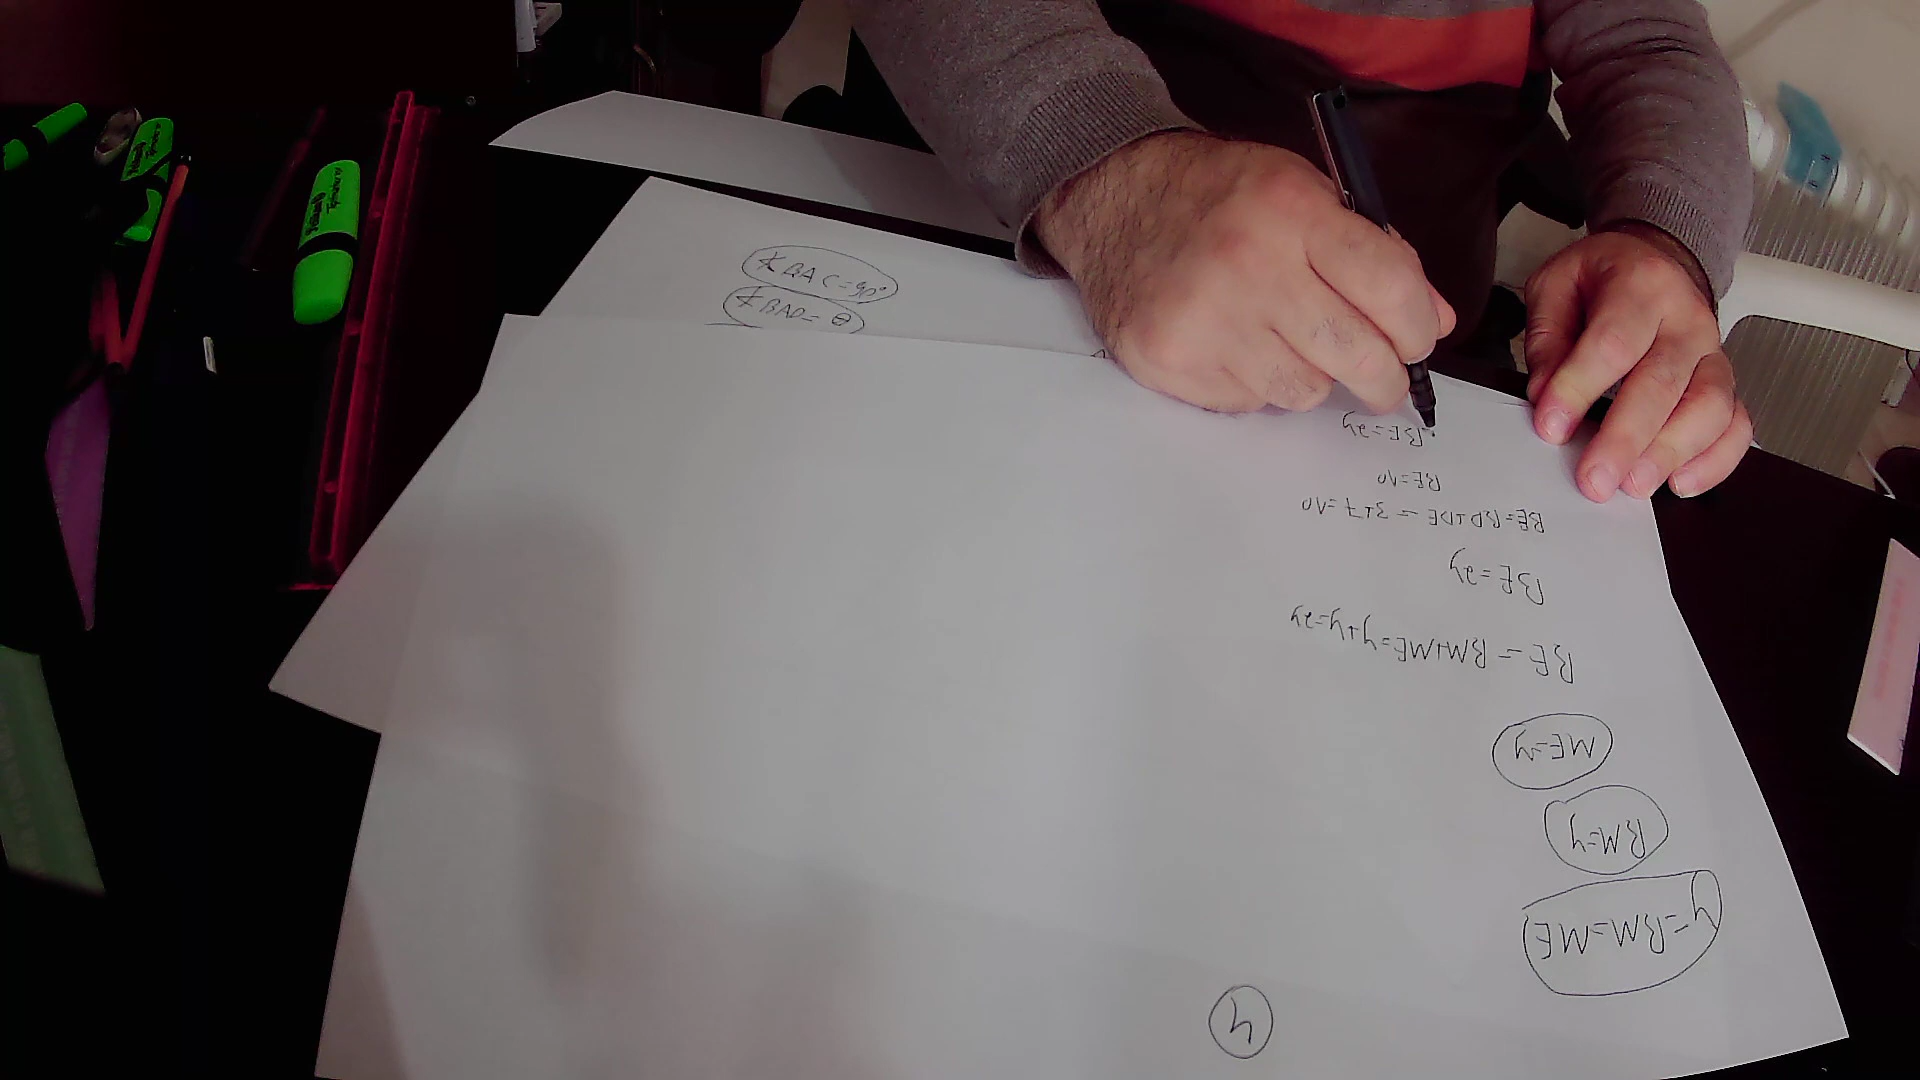 4
y=BM=ME
BM=y
ME=y
BE = BM+ME=y+y=2y
BE=2y
BE=BD+DE = 3+7=10
BE=10
BE=2y
∢BAC=90°
∢BAD=θ